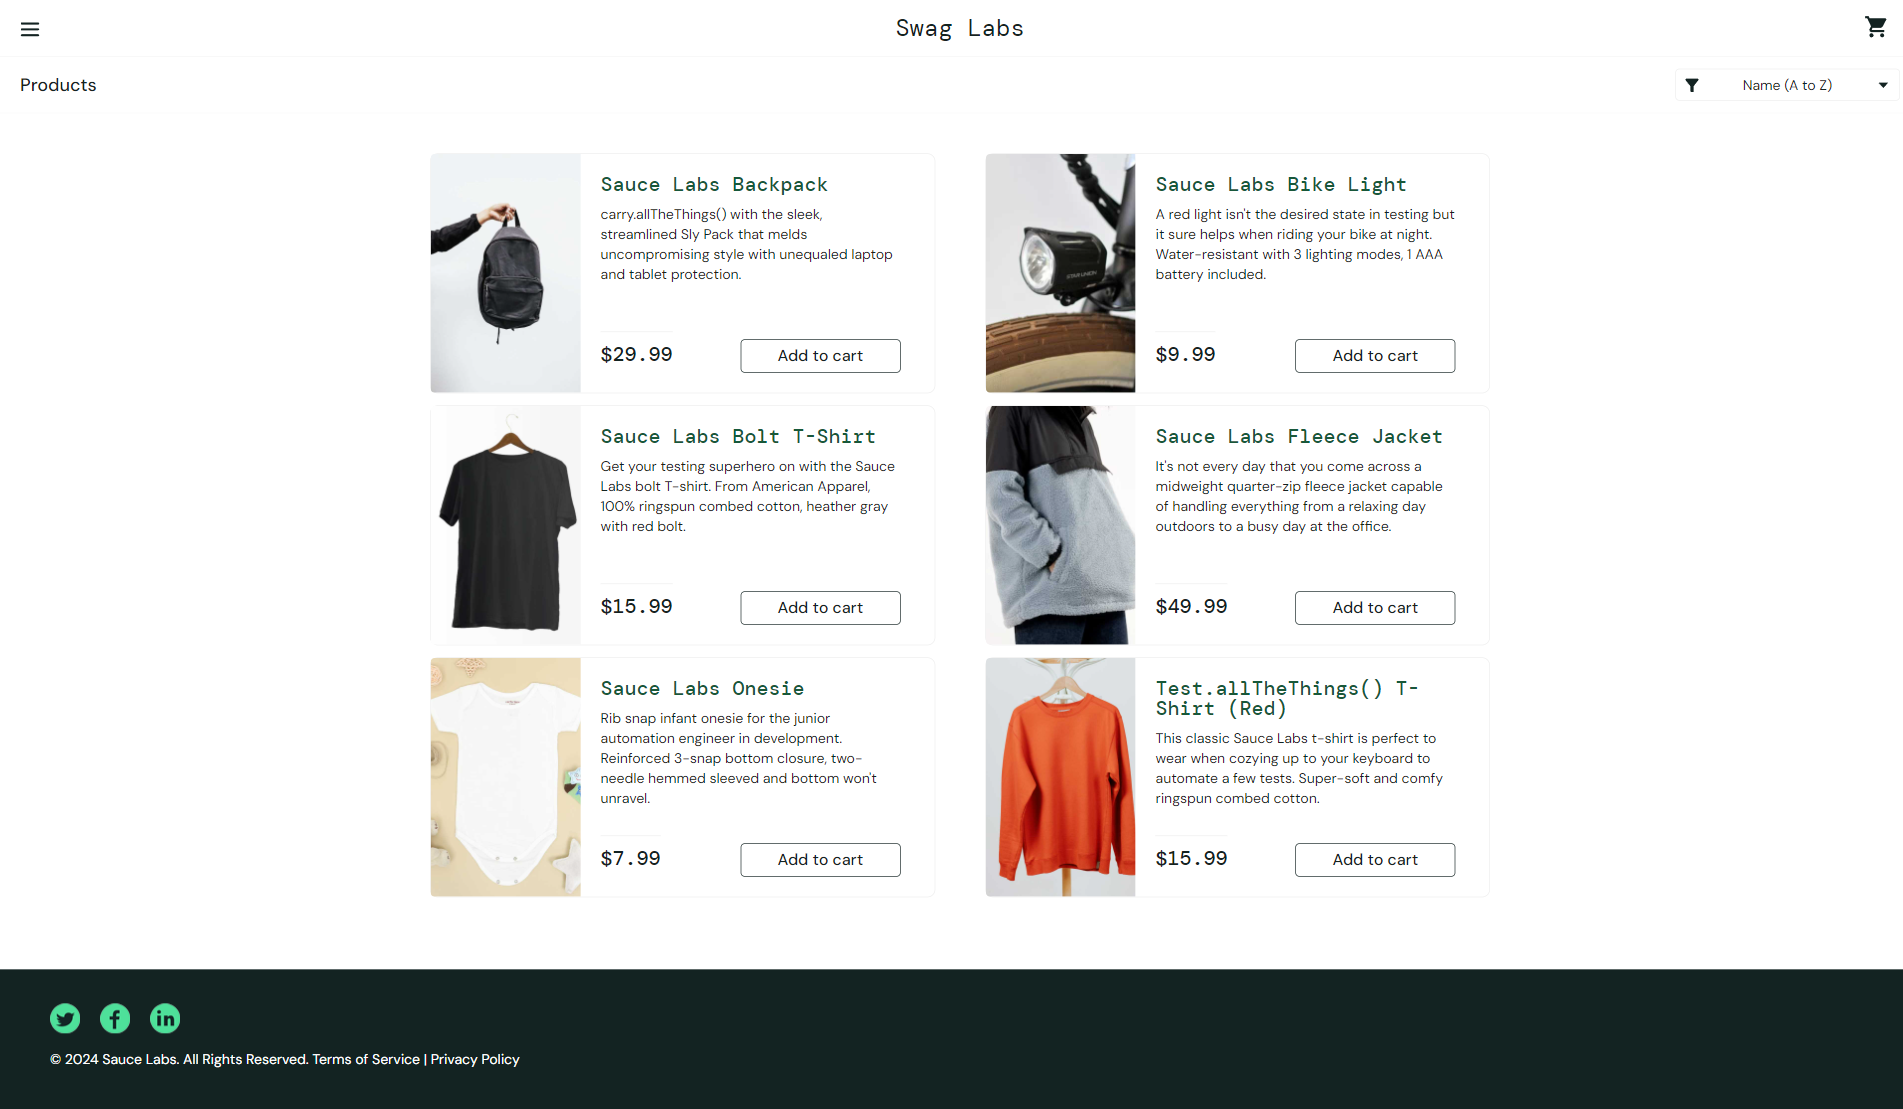 Swag Labs
Products
Name (A to Z)
Sauce Labs Backpack
carry.allTheThings() with the sleek,
streamlined Sly Pack that melds
uncompromising style with unequaled laptop
and tablet protection.
$29.99
Add to cart
Sauce Labs Bike Light
A red light isn't the desired state in testing but
it sure helps when riding your bike at night.
Water-resistant with 3 lighting modes, 1 AAA
battery included.
STAR UNION
$9.99
Add to cart
Sauce Labs Bolt T-Shirt
Get your testing superhero on with the Sauce
Labs bolt T-shirt. From American Apparel,
100% ringspun combed cotton, heather gray
with red bolt.
$15.99
Add to cart
Sauce Labs Fleece Jacket
It's not every day that you come across a
midweight quarter-zip fleece jacket capable
of handling everything from a relaxing day
outdoors to a busy day at the office.
$49.99
Add to cart
Sauce Labs Onesie
Rib snap infant onesie for the junior
automation engineer in development.
Reinforced 3-snap bottom closure, two-
needle hemmed sleeved and bottom won't
unravel.
$7.99
Add to cart
Test.allTheThings() T-
Shirt (Red)
This classic Sauce Labs t-shirt is perfect to
wear when cozying up to your keyboard to
automate a few tests. Super-soft and comfy
ringspun combed cotton.
$15.99
Add to cart
© 2024 Sauce Labs. All Rights Reserved. Terms of Service | Privacy Policy